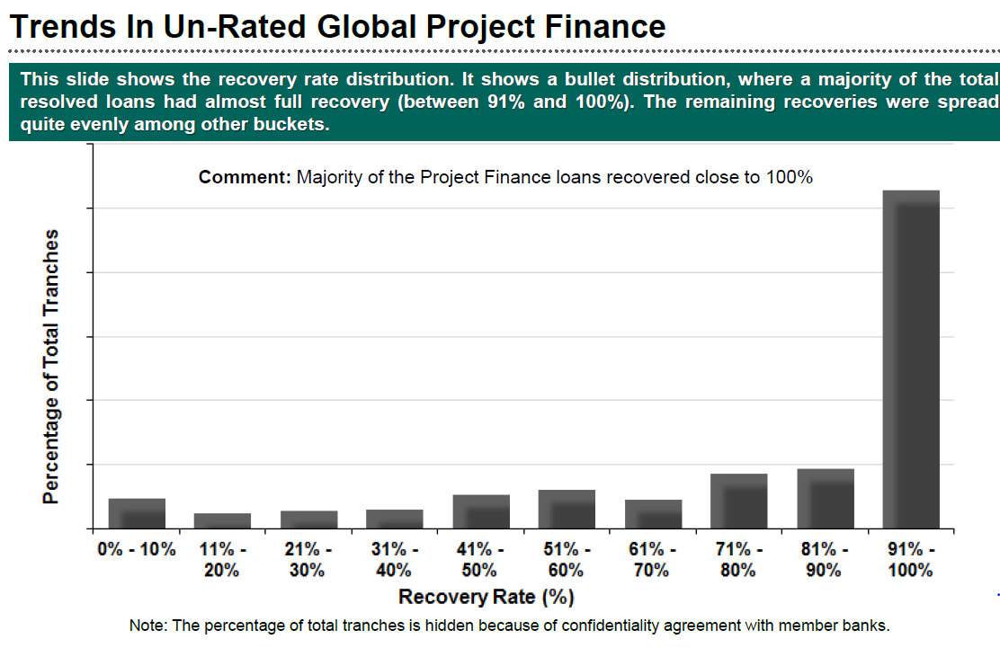 Trends In Un-Rated Global Project Finance
This slide shows the recovery rate distribution. It shows a bullet distribution, where a majority of the total
resolved loans had almost full recovery (between 91% and 100%). The remaining recoveries were spread
quite evenly among other buckets.
Comment: Majority of the Project Finance loans recovered close to 100%
Percentage of Total Tranches
0% - 10% 11% - 21% - 31% - 41% - 51% - 61% - 71% - 81% - 91% -
20% 30% 40% 50% 60% 70% 80% 90% 100%
Recovery Rate (%)
Note: The percentage of total tranches is hidden because of confidentiality agreement with member banks.